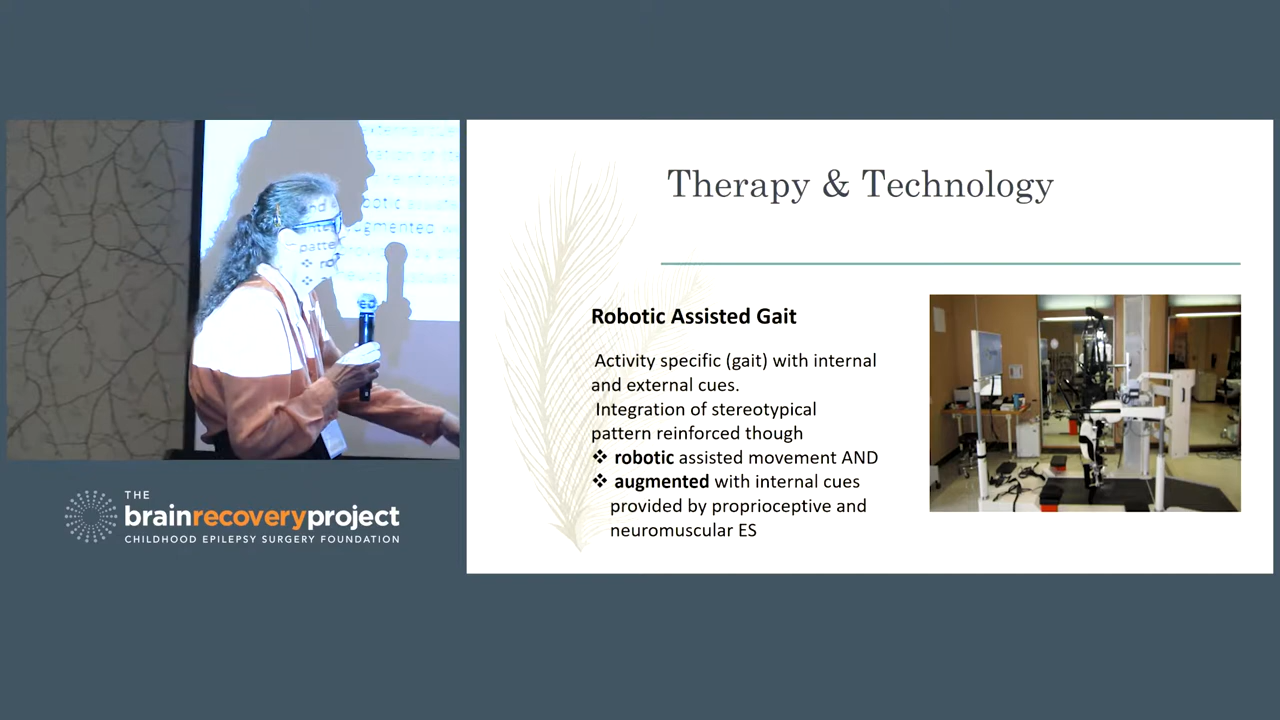 Therapy & Technology
Robotic Assisted Gait
Activity specific (gait) with internal
and external cues.
Integration of stereotypical
pattern reinforced though
❖ robotic assisted movement AND
❖ augmented with internal cues
provided by proprioceptive and
neuromuscular ES
THE
brainrecoveryproject
CHILDHOOD EPILEPSY SURGERY FOUNDATION